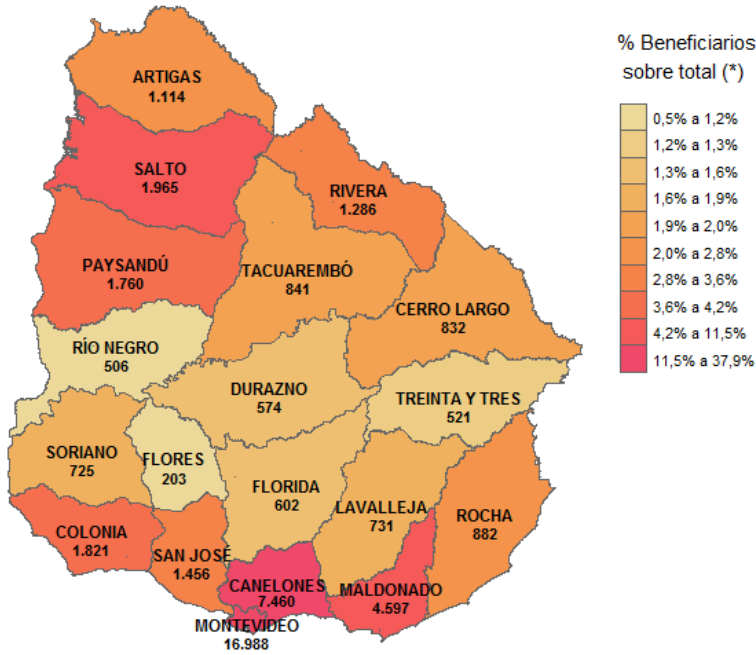 % Beneficiarios
sobre total (*)
0,5% a 1,2%
1,2% a 1,3%
1,3% a 1,6%
1,6% a 1,9%
1,9% a 2,0%
2,0% a 2,8%
2,8% a 3,6%
3,6% a 4,2%
4,2% a 11,5%
11,5% a 37,9%
ARTIGAS
1.114
SALTO
1.965
RIVERA
1.286
PAYSANDÚ
1.760
TACUAREMBÓ
841
CERRO LARGO
832
RÍO NEGRO
506
DURAZNO
574
TREINTA Y TRES
521
SORIANO
725
FLORES
203
FLORIDA
602
LAVALLEJA
731
ROCHA
882
COLONIA
1.821
SAN JOSÉ
1.456
CANELONES
7.460
MALDONADO
4.597
MONTEVIDEO
16.988